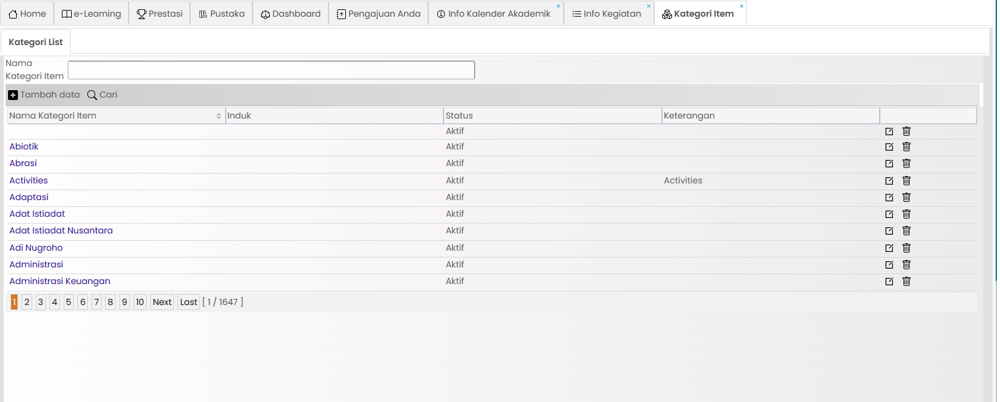 Home e-Learning Prestasi Pustaka Dashboard Pengajuan Anda Info Kalender Akademik Info Kegiatan Kategori Item
Kategori List
Nama
Kategori Item
Tambah data Cari
Nama Kategori Item Induk Status Keterangan
Aktif
Abiotik Aktif
Abrasi Aktif
Activities Aktif Activities
Adaptasi Aktif
Adat Istiadat Aktif
Adat Istiadat Nusantara Aktif
Adi Nugroho Aktif
Administrasi Aktif
Administrasi Keuangan Aktif
1 2 3 4 5 6 7 8 9 10 Next Last [ 1 / 1647 ]